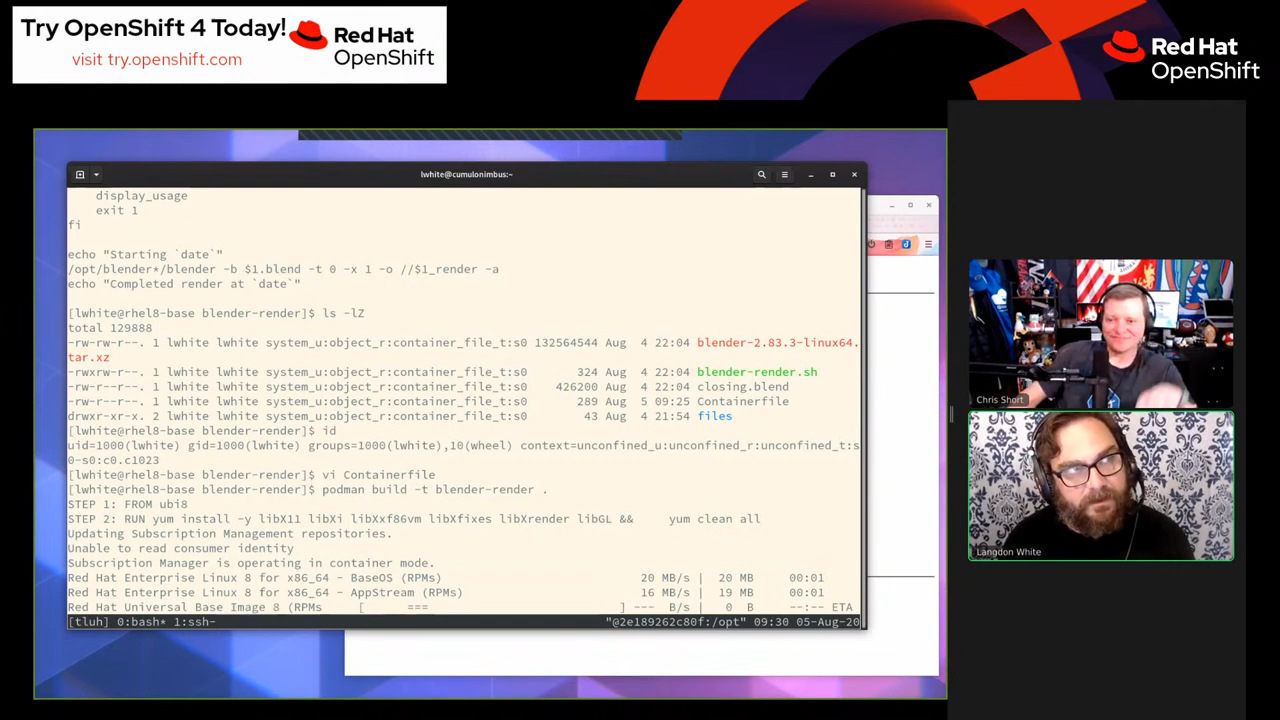 Try OpenShift 4 Today!
visit try.openshift.com
Red Hat
OpenShift
Red Hat
OpenShift
lwhite@cumulonimbus:~
display_usage
exit 1
fi
echo "Starting `date`"
/opt/blender*/blender -b $1.blend -t 0 -x 1 -o //$1_render -a
echo "Completed render at `date`"
[lwhite@rhel8-base blender-render]$ ls -lZ
total 129888
-rw-rw-r--. 1 lwhite lwhite system_u:object_r:container_file_t:s0 132564544 Aug  4 22:04 blender-2.83.3-linux64.
tar.xz
-rwxrwxr--. 1 lwhite lwhite system_u:object_r:container_file_t:s0       324 Aug  4 22:04 blender-render.sh
-rw-rw-r--. 1 lwhite lwhite system_u:object_r:container_file_t:s0    426200 Aug  4 22:04 closing.blend
-rw-rw-r--. 1 lwhite lwhite system_u:object_r:container_file_t:s0       289 Aug  5 09:25 Containerfile
drwxr-xr-x. 2 lwhite lwhite system_u:object_r:container_file_t:s0        43 Aug  4 21:54 files
[lwhite@rhel8-base blender-render]$ id
uid=1000(lwhite) gid=1000(lwhite) groups=1000(lwhite),10(wheel) context=unconfined_u:unconfined_r:unconfined_t:s
0-s0:c0.c1023
[lwhite@rhel8-base blender-render]$ vi Containerfile
[lwhite@rhel8-base blender-render]$ podman build -t blender-render .
STEP 1: FROM ubi8
STEP 2: RUN yum install -y libX11 libXi libXxf86vm libXfixes libXrender libGL &&     yum clean all
Updating Subscription Management repositories.
Unable to read consumer identity
Subscription Manager is operating in container mode.
Red Hat Enterprise Linux 8 for x86_64 - BaseOS (RPMs)     20 MB/s |  20 MB     00:01
Red Hat Enterprise Linux 8 for x86_64 - AppStream (RPMs)     16 MB/s |  19 MB     00:01
Red Hat Universal Base Image 8 (RPMs     [      ===      ] ---  B/s |   0  B     --:-- ETA
[tluh] 0:bash* 1:ssh-     "@2e189262c80f:/opt" 09:30 05-Aug-20
Chris Short
Langdon White